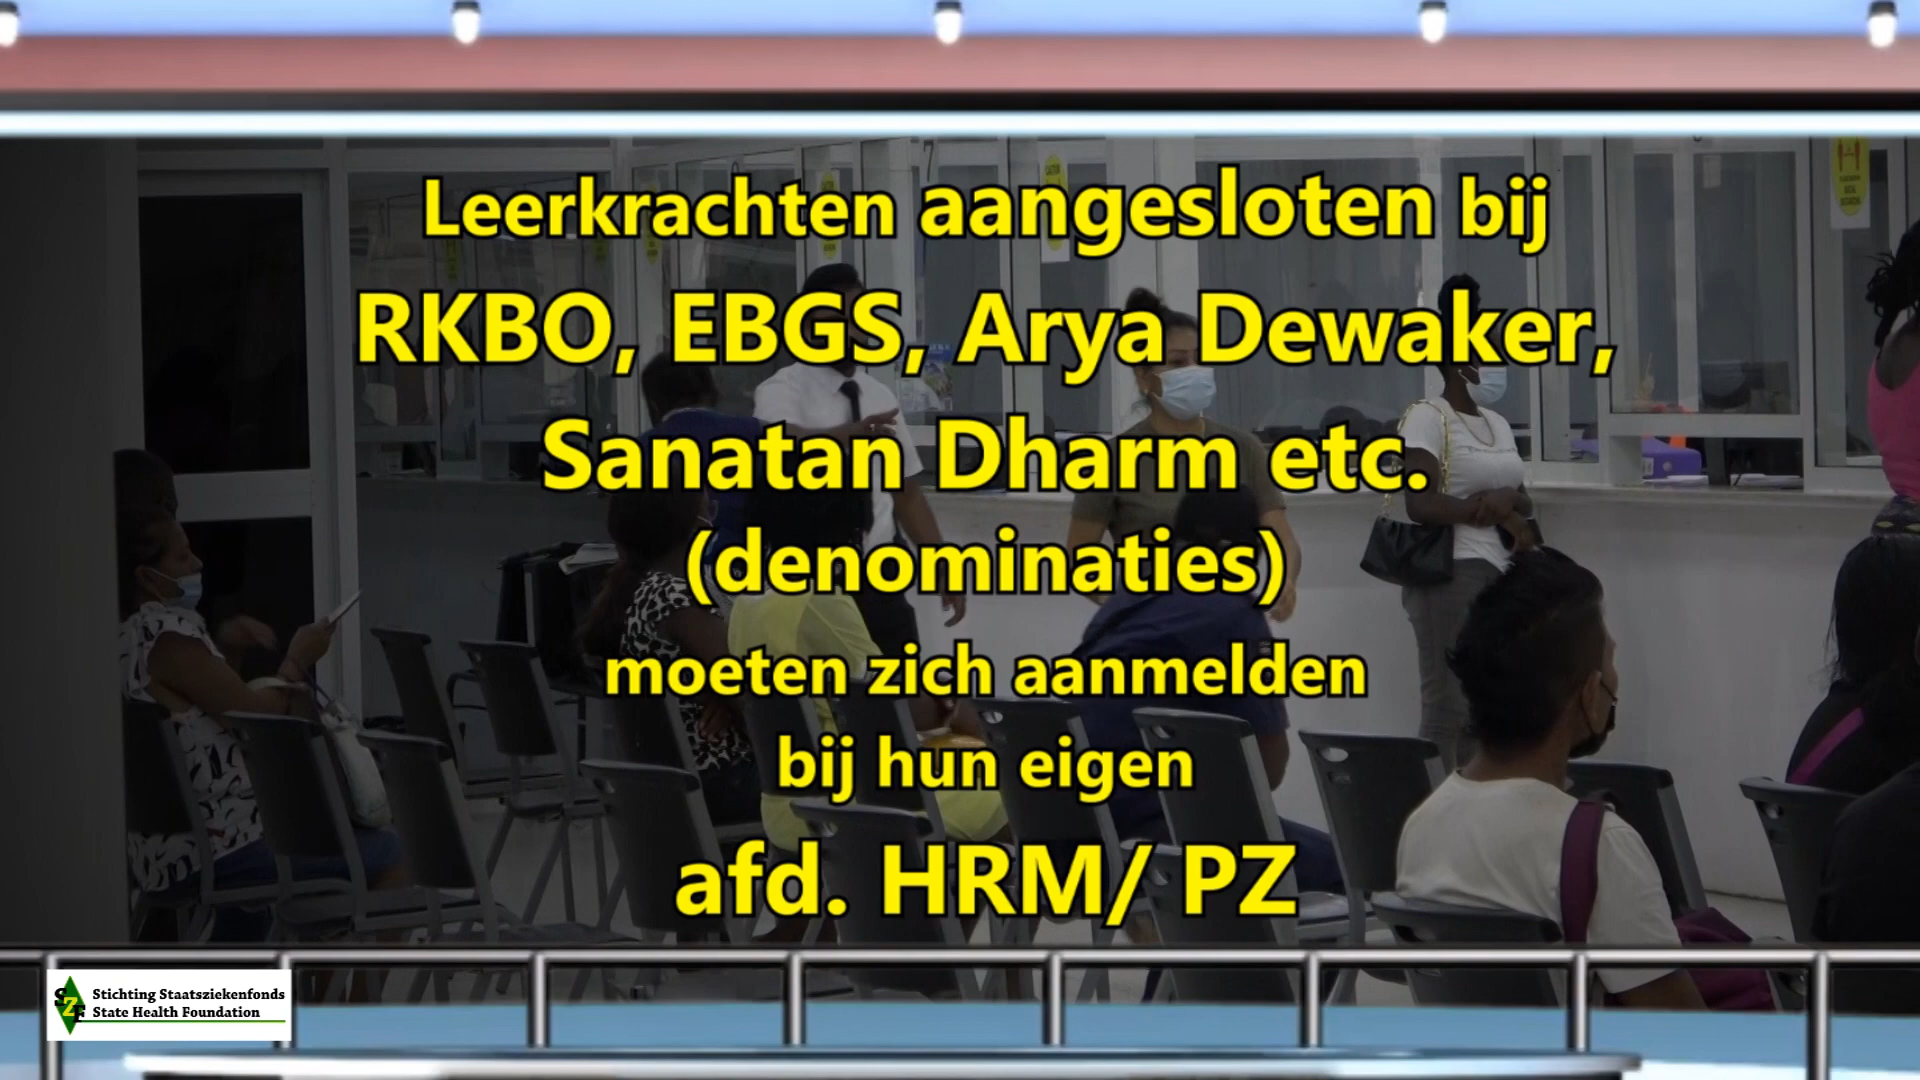 Leerkrachten aangesloten bij
RKBO, EBGS, Arya Dewaker,
Sanatan Dharm etc.
(denominaties)
moeten zich aanmelden
bij hun eigen
afd. HRM/ PZ
SZF
Stichting Staatsziekenfonds
State Health Foundation